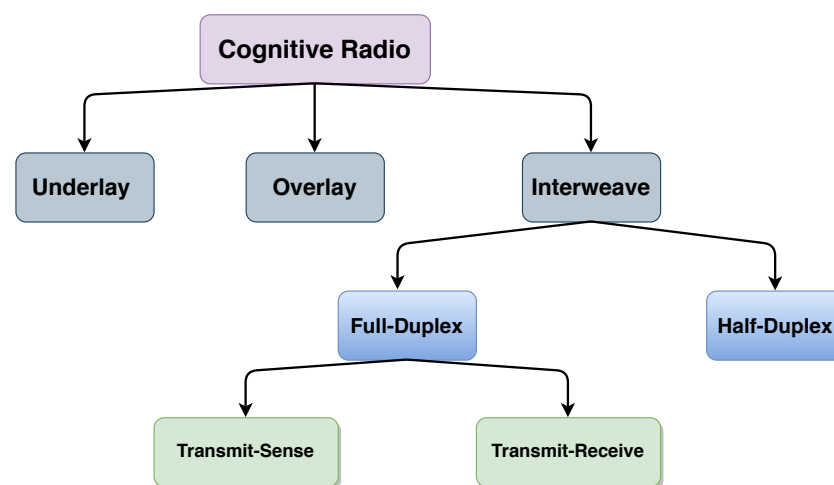 Cognitive Radio
Underlay
Overlay
Interweave
Full-Duplex
Half-Duplex
Transmit-Sense
Transmit-Receive